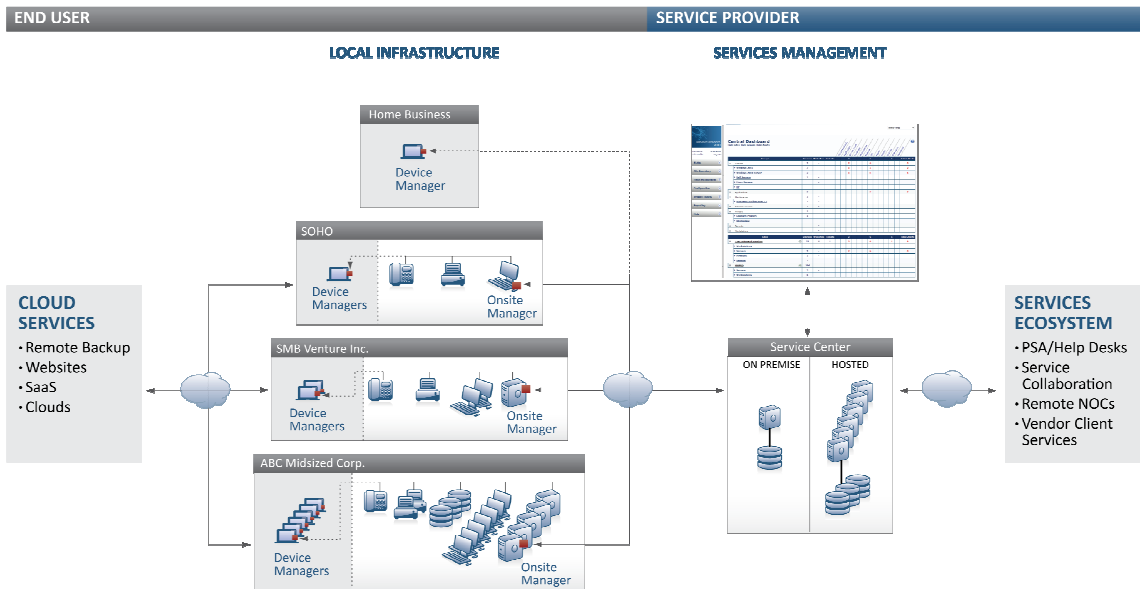 END USER
SERVICE PROVIDER
LOCAL INFRASTRUCTURE
SERVICES MANAGEMENT
Home Business
Device
Manager
SOHO
Device
Managers
Onsite
Manager
SMB Venture Inc.
Device
Managers
Onsite
Manager
ABC Midsized Corp.
Device
Managers
Onsite
Manager
CLOUD
SERVICES
· Remote Backup
· Websites
· SaaS
· Clouds
Central Dashboard
Service Center
ON PREMISE
HOSTED
SERVICES
ECOSYSTEM
· PSA/Help Desks
· Service
Collaboration
· Remote NOCs
· Vendor Client
Services